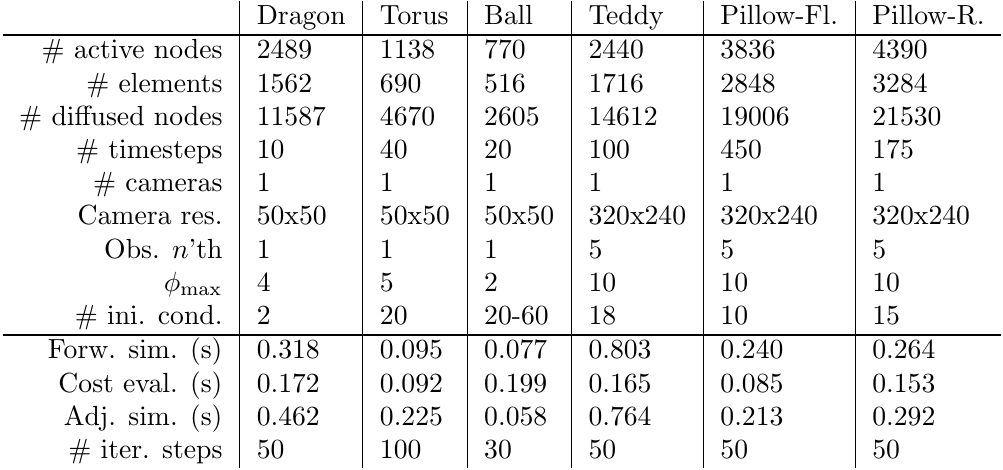 Dragon Torus Ball Teddy Pillow-Fl. Pillow-R.
# active nodes 2489 1138 770 2440 3836 4390
# elements 1562 690 516 1716 2848 3284
# diffused nodes 11587 4670 2605 14612 19006 21530
# timesteps 10 40 20 100 450 175
# cameras 1 1 1 1 1 1
Camera res. 50x50 50x50 50x50 320x240 320x240 320x240
Obs. n'th 1 1 1 5 5 5
ϕmax 4 5 2 10 10 10
# ini. cond. 2 20 20-60 18 10 15
Forw. sim. (s) 0.318 0.095 0.077 0.803 0.240 0.264
Cost eval. (s) 0.172 0.092 0.199 0.165 0.085 0.153
Adj. sim. (s) 0.462 0.225 0.058 0.764 0.213 0.292
# iter. steps 50 100 30 50 50 50